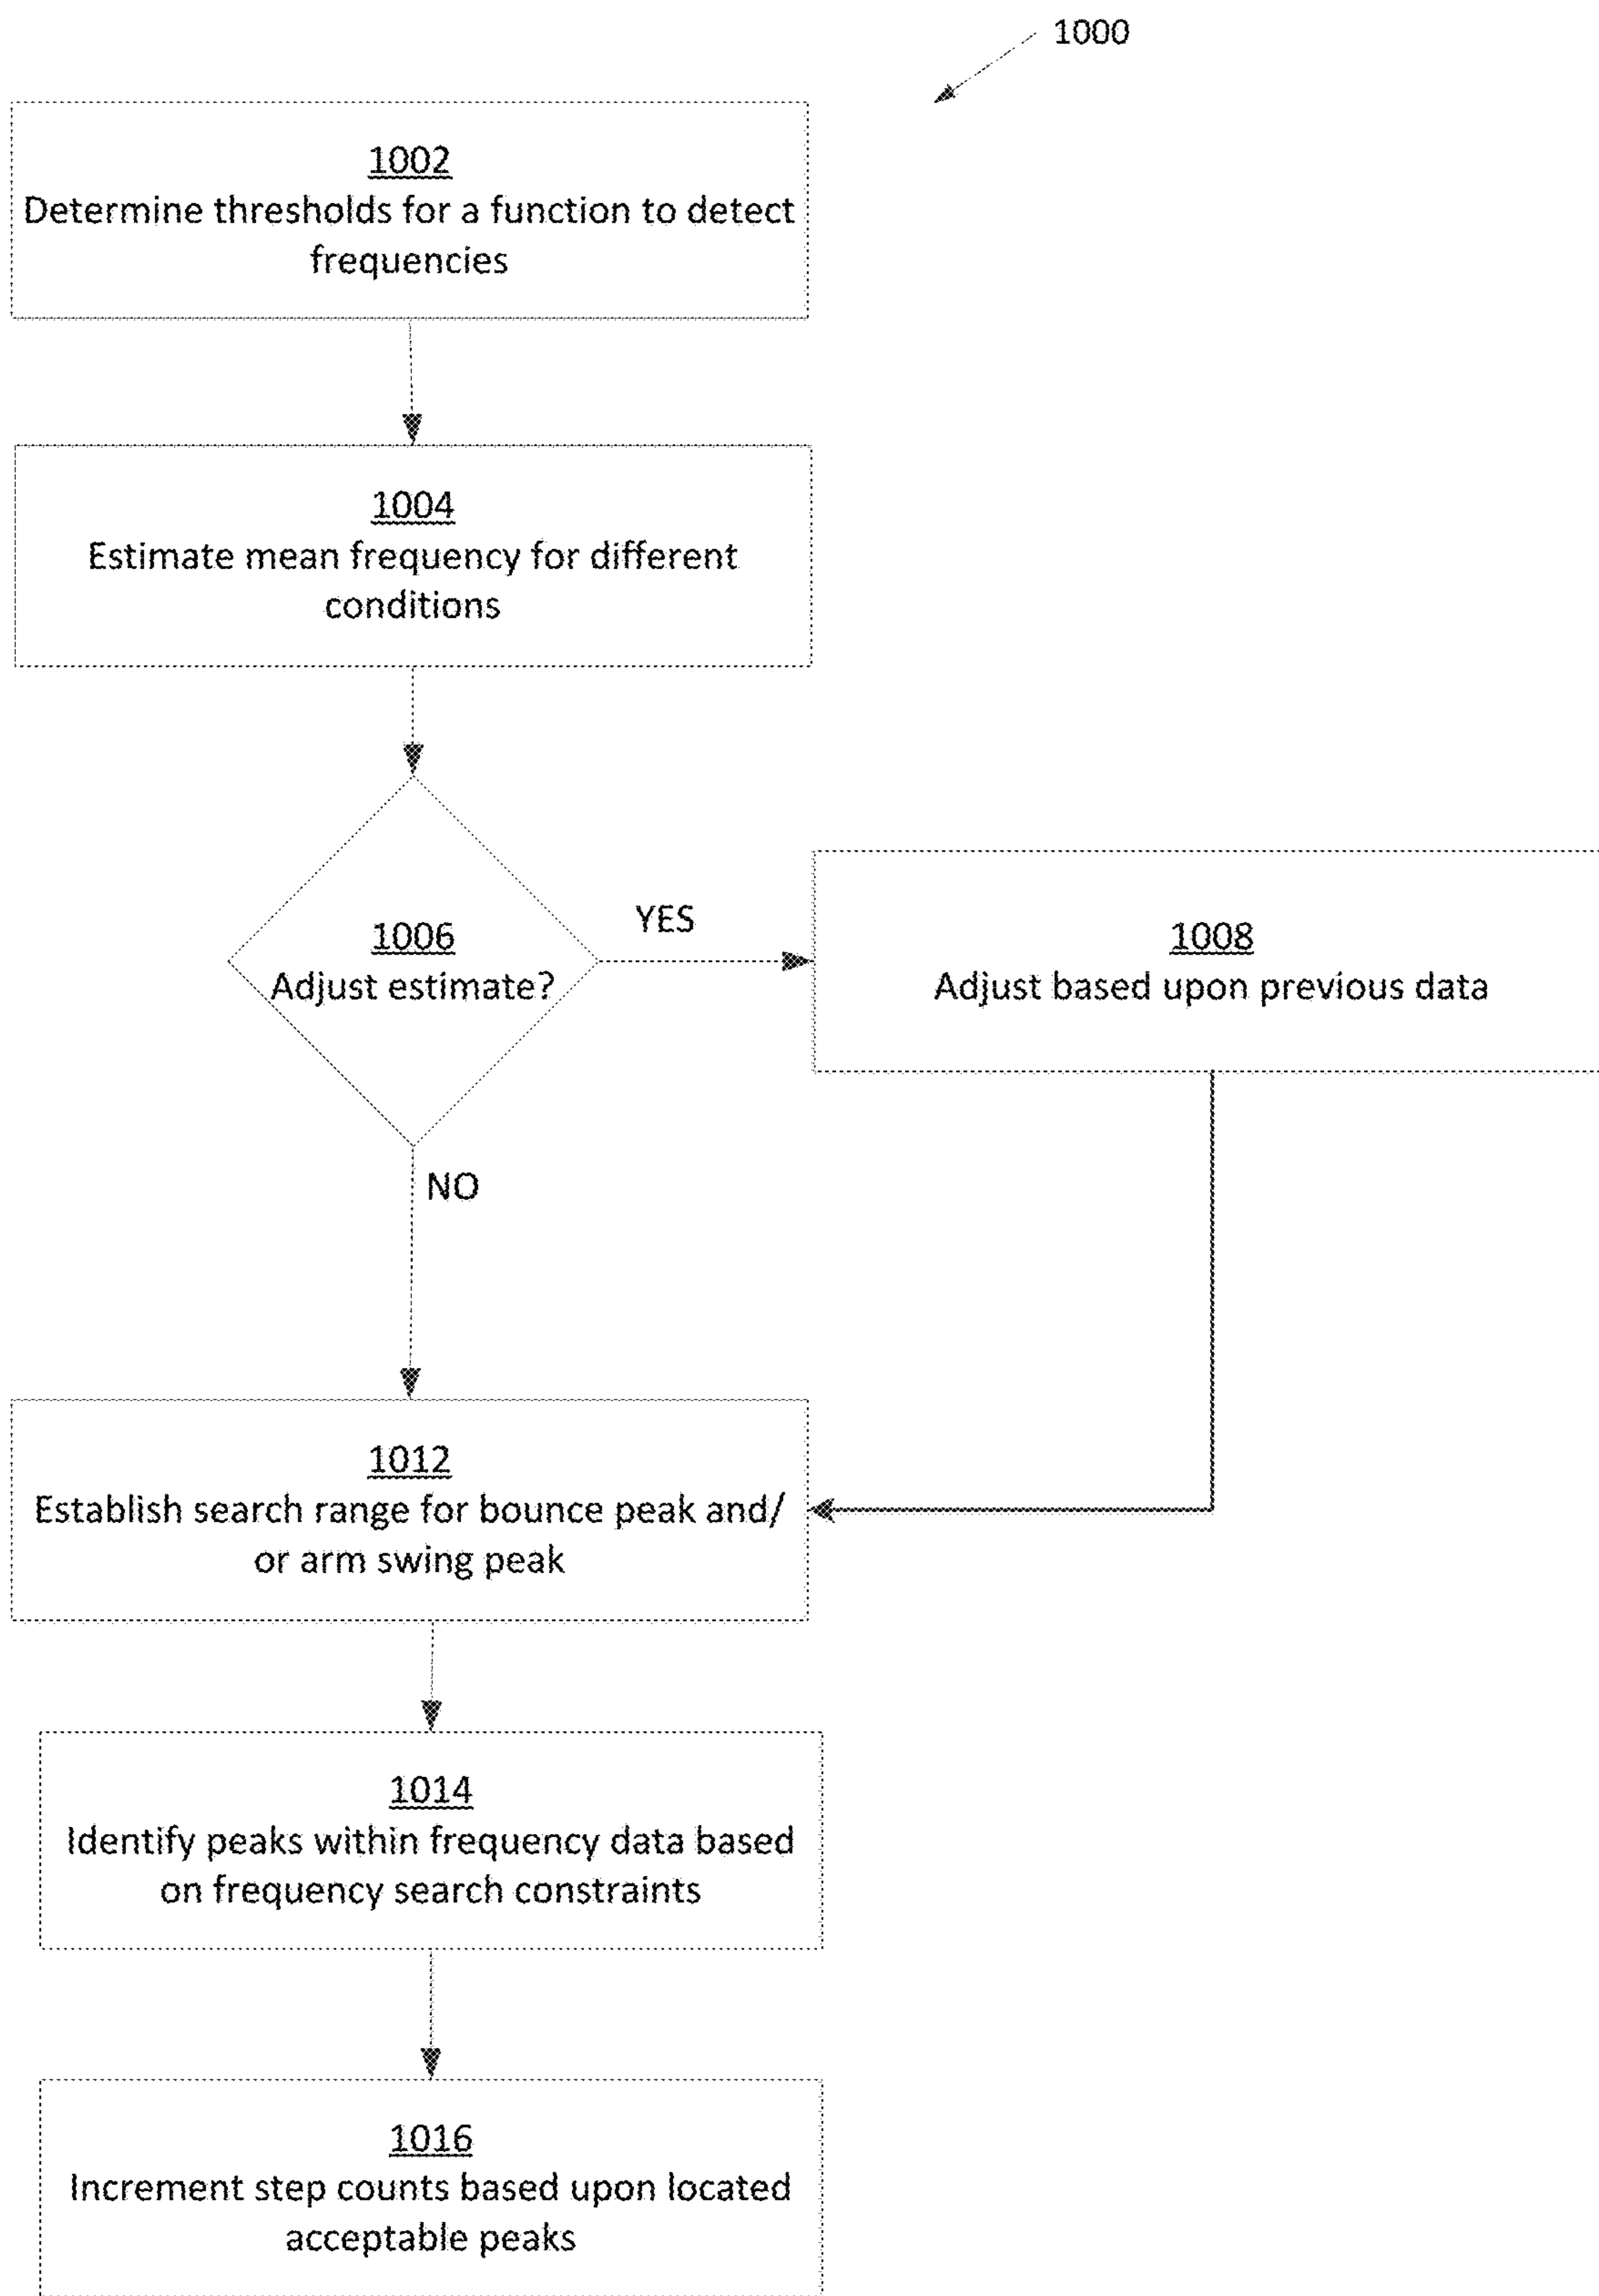 1000
1002
Determine thresholds for a function to detect
frequencies
1004
Estimate mean frequency for different
conditions
1006
Adjust estimate?
YES
1008
Adjust based upon previous data
NO
1012
Establish search range for bounce peak and/
or arm swing peak
1014
Identify peaks within frequency data based
on frequency search constraints
1016
Increment step counts based upon located
acceptable peaks